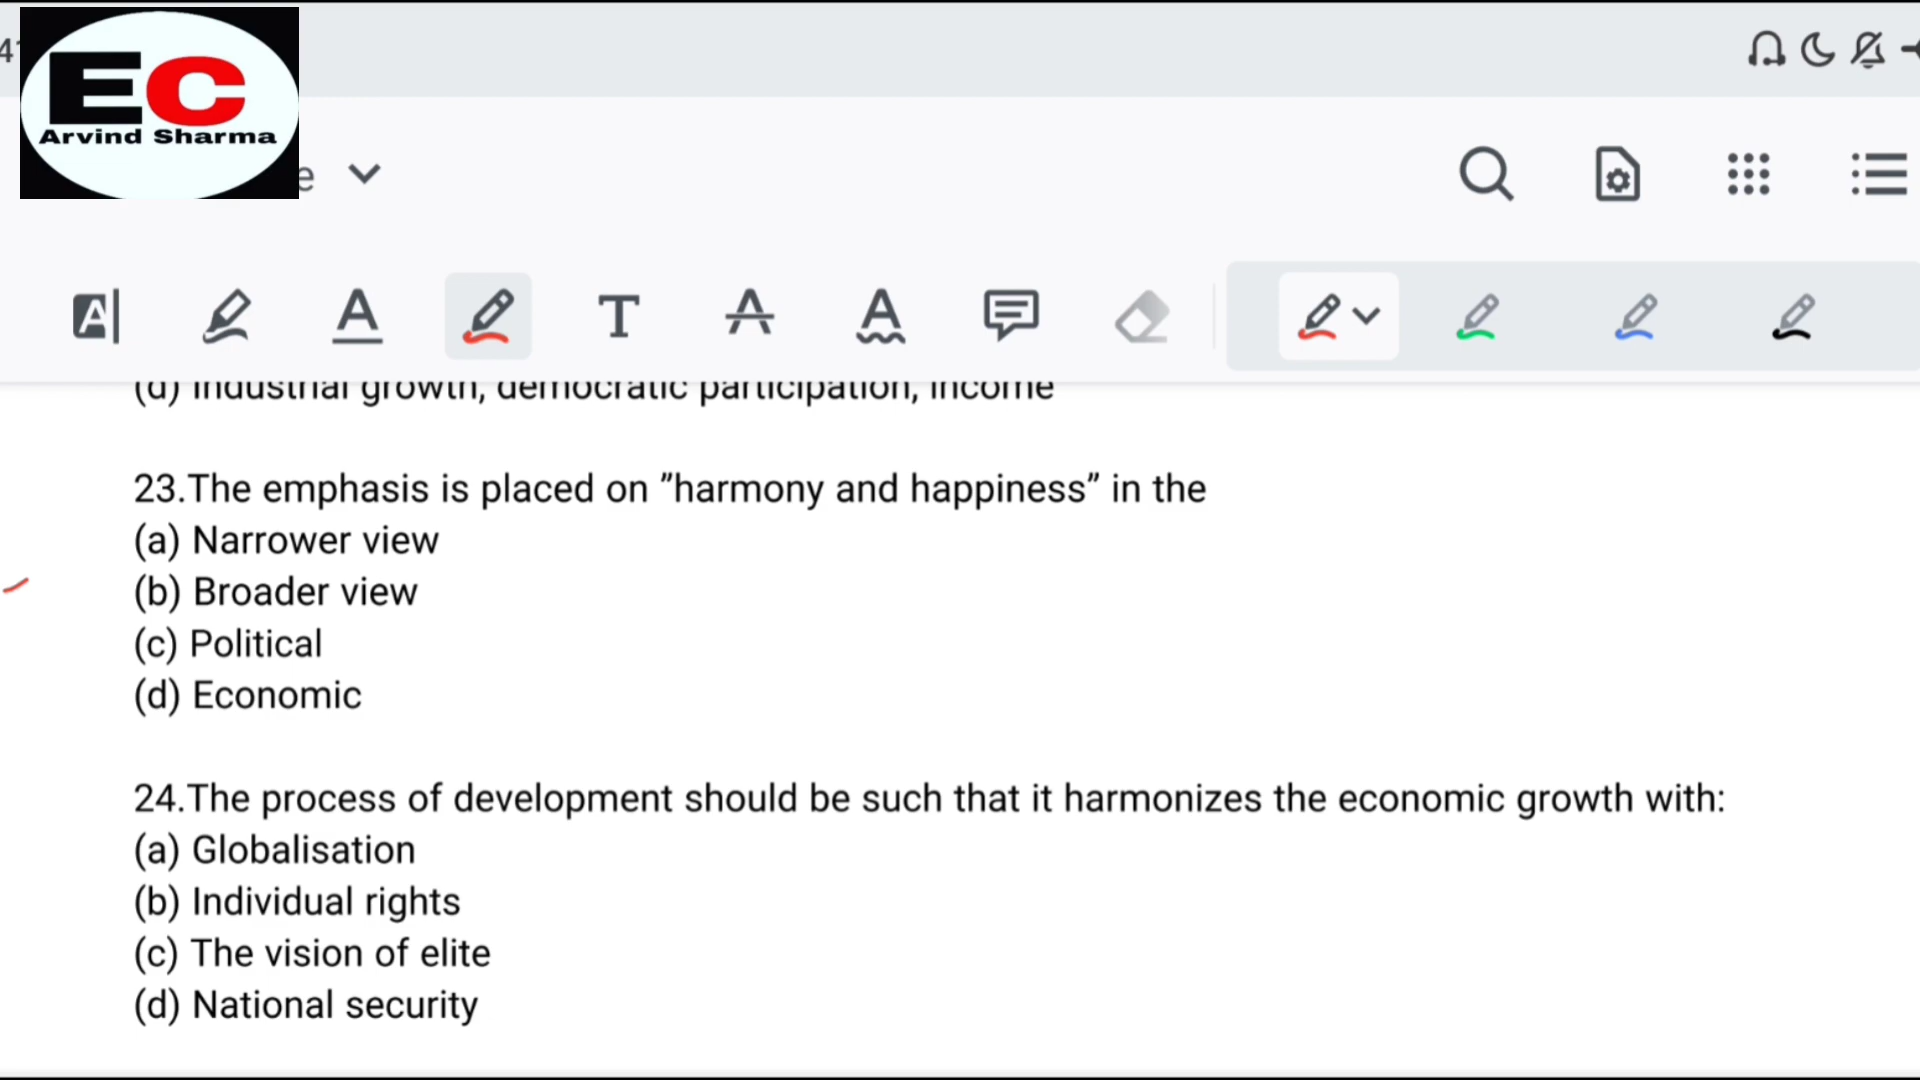 EC
Arvind Sharma
(d) Industrial growth, democratic participation, income
23.The emphasis is placed on ”harmony and happiness” in the
(a) Narrower view
(b) Broader view
(c) Political
(d) Economic
24.The process of development should be such that it harmonizes the economic growth with:
(a) Globalisation
(b) Individual rights
(c) The vision of elite
(d) National security